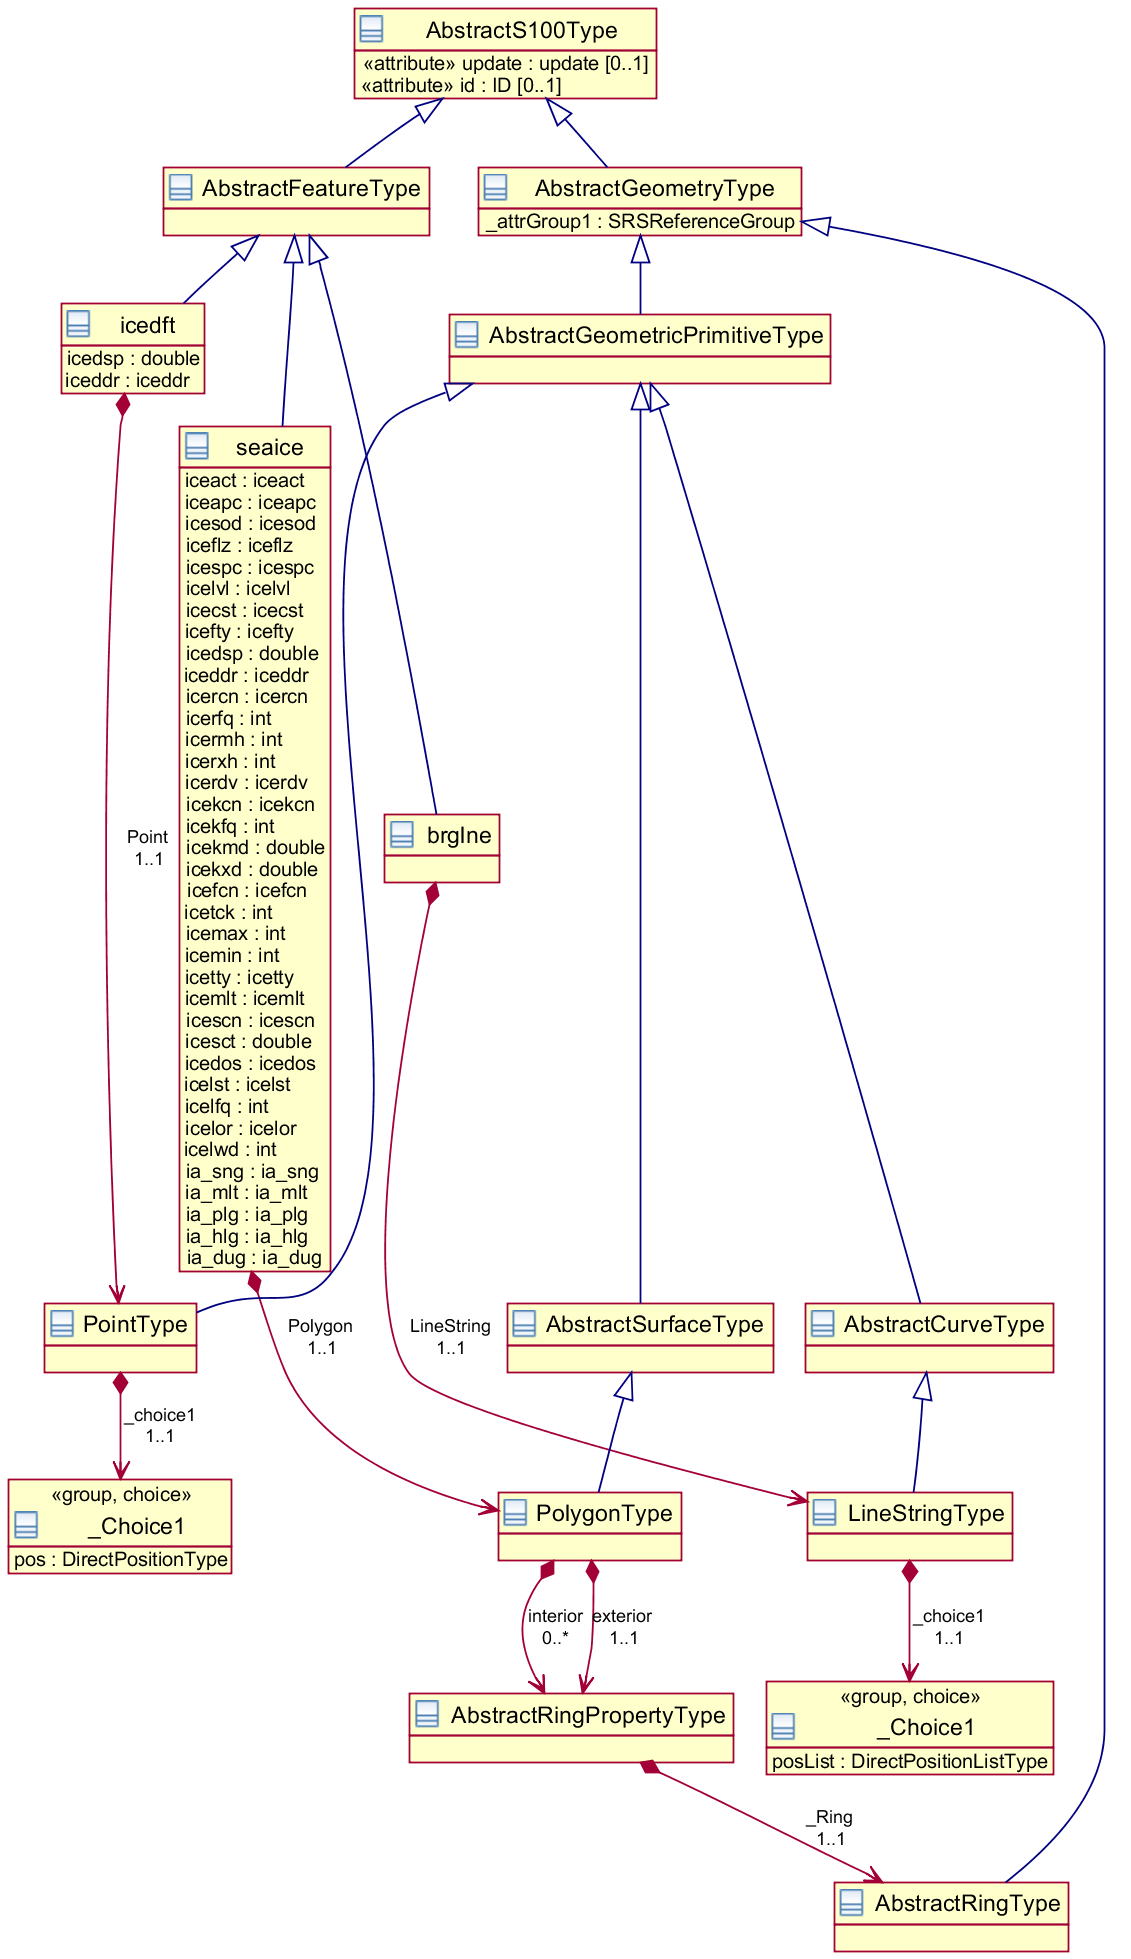 AbstractS100Type
«attribute» update : update [0..1]
«attribute» id : ID [0..1]
AbstractFeatureType
AbstractGeometryType
_attrGroup1 : SRSReferenceGroup
icedft
icedsp : double
iceddr : iceddr
AbstractGeometricPrimitiveType
seaice
iceact : iceact
iceapc : iceapc
icesod : icesod
iceflz : iceflz
icespc : icespc
icelvl : icelvl
icecst : icecst
icefty : icefty
icedsp : double
iceddr : iceddr
icercn : icercn
icerfq : int
icermh : int
icerxh : int
icerdv : icerdv
icekcn : icekcn
icekfq : int
icekmd : double
icekxd : double
icefcn : icefcn
icetck : int
icemax : int
icemin : int
icetty : icetty
icemlt : icemlt
icescn : icescn
icesct : double
icedos : icedos
icelst : icelst
icelfq : int
icelor : icelor
icelwd : int
ia_sng : ia_sng
ia_mlt : ia_mlt
ia_plg : ia_plg
ia_hlg : ia_hlg
ia_dug : ia_dug
brglne
Point
1..1
PointType
Polygon
1..1
LineString
1..1
AbstractSurfaceType
AbstractCurveType
_choice1
1..1
«group, choice»
_Choice1
pos : DirectPositionType
PolygonType
LineStringType
interior
0..*
exterior
1..1
_choice1
1..1
AbstractRingPropertyType
«group, choice»
_Choice1
posList : DirectPositionListType
_Ring
1..1
AbstractRingType